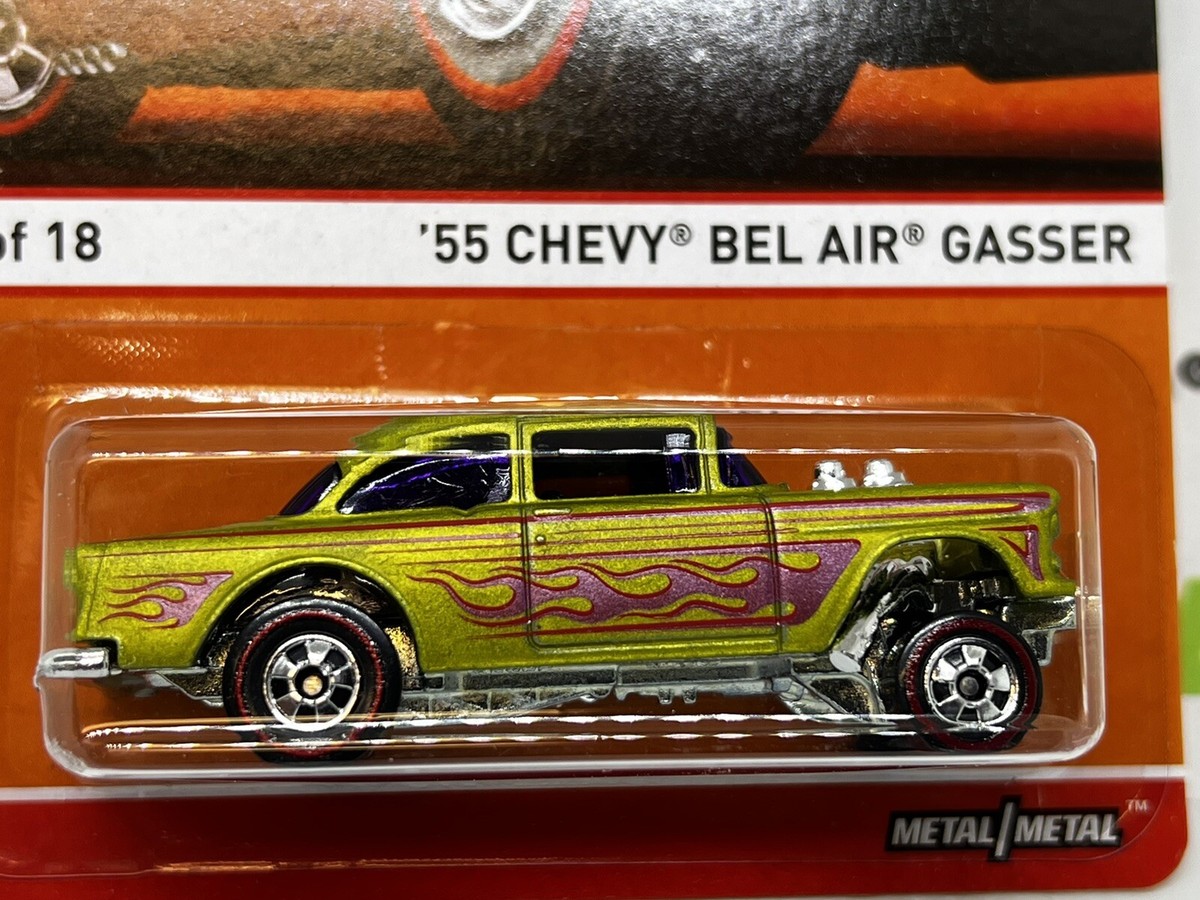 of 18
'55 CHEVY® BEL AIR® GASSER
METAL/METAL™